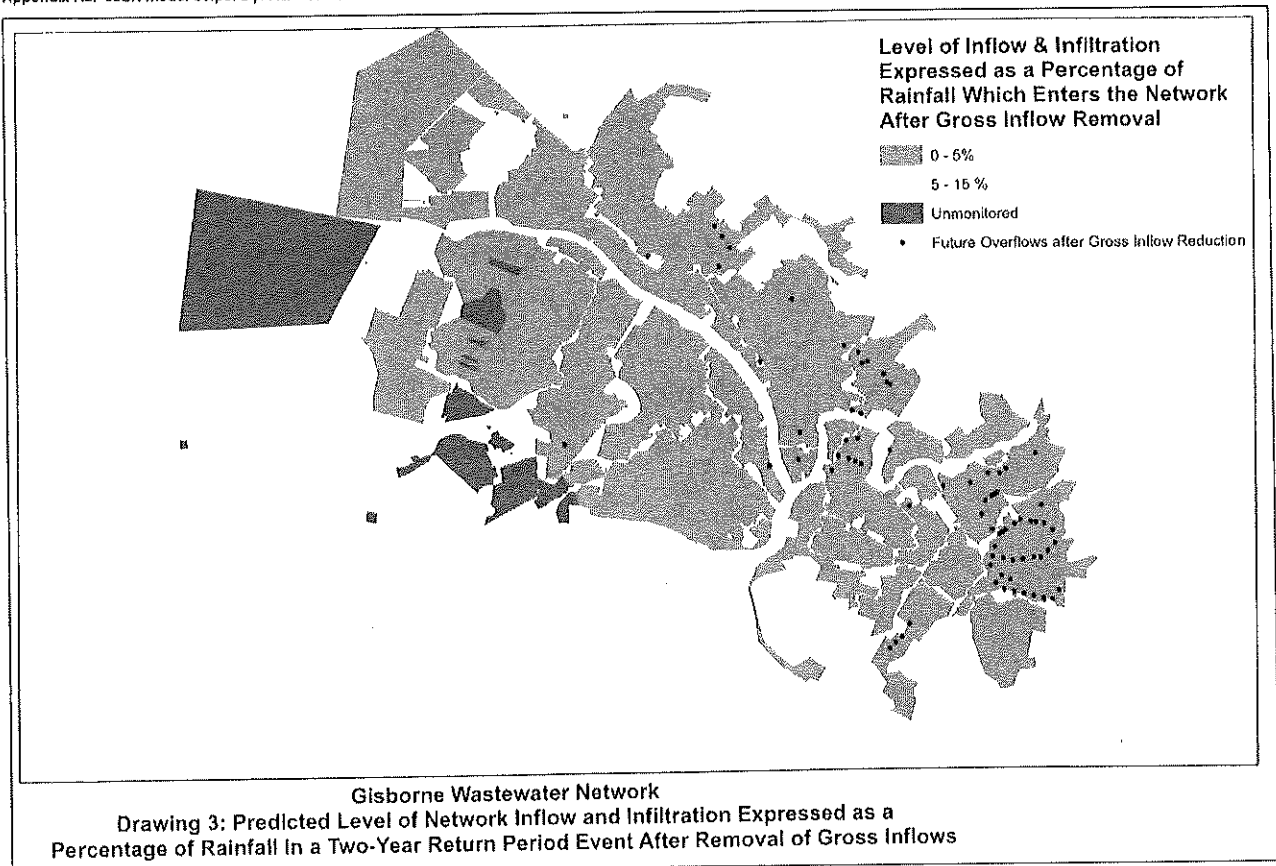 Level of Inflow & Infiltration
Expressed as a Percentage of
Rainfall Which Enters the Network
After Gross Inflow Removal
0 - 5%
5 - 15 %
Unmonitored
Future Overflows after Gross Inflow Reduction
Gisborne Wastewater Network
Drawing 3: Predicted Level of Network Inflow and Infiltration Expressed as a
Percentage of Rainfall In a Two-Year Return Period Event After Removal of Gross Inflows